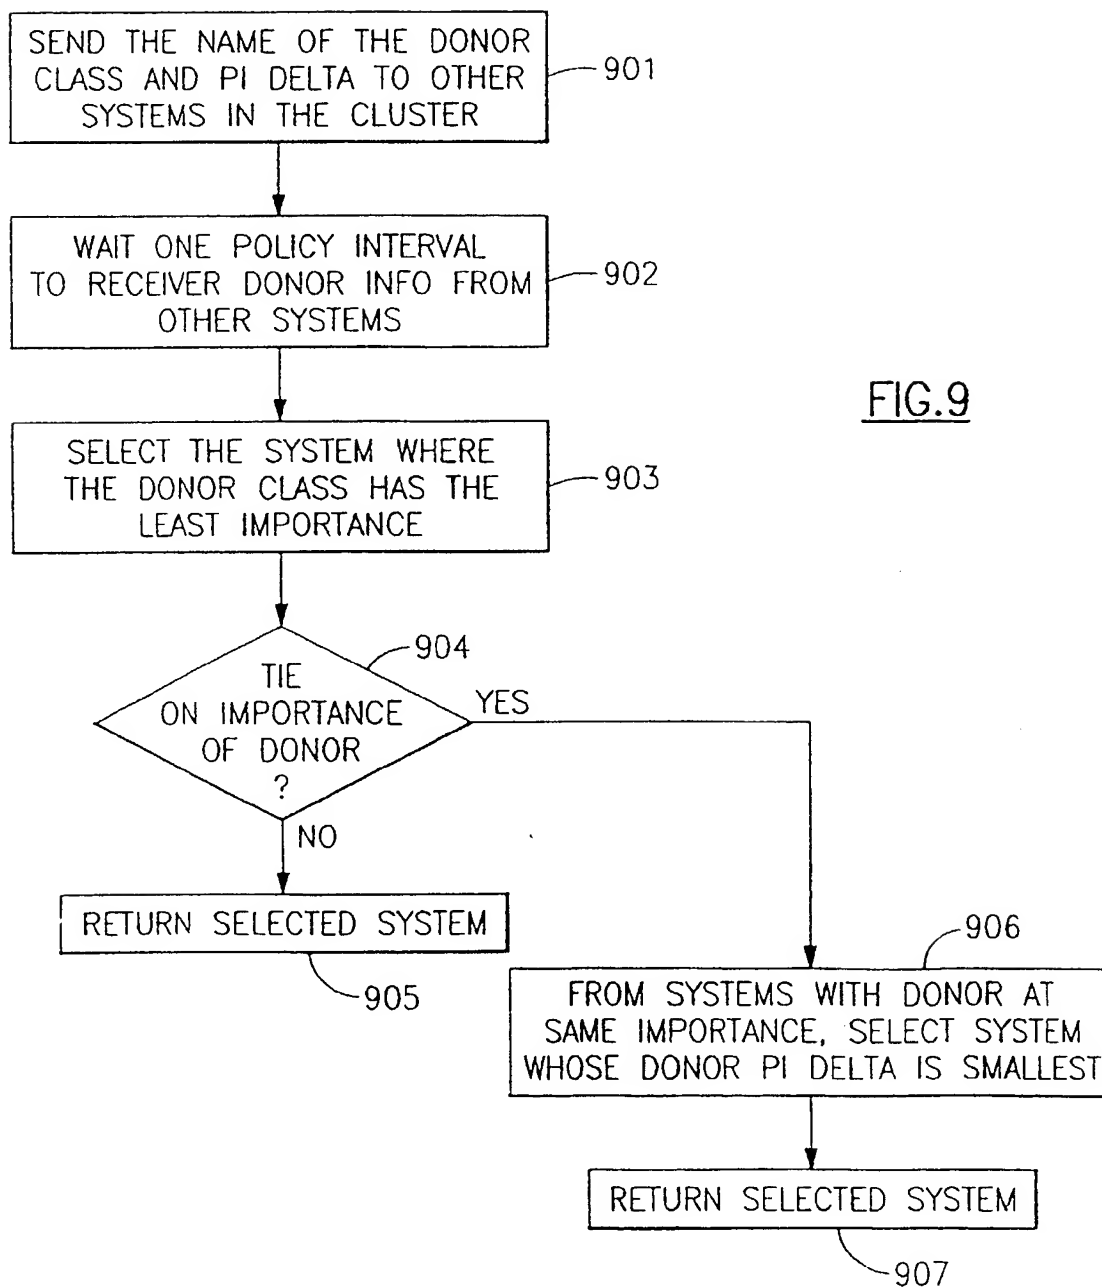 SEND THE NAME OF THE DONOR
CLASS AND PI DELTA TO OTHER
SYSTEMS IN THE CLUSTER
901
WAIT ONE POLICY INTERVAL
TO RECEIVER DONOR INFO FROM
OTHER SYSTEMS
902
FIG.9
SELECT THE SYSTEM WHERE
THE DONOR CLASS HAS THE
LEAST IMPORTANCE
903
904
TIE
ON IMPORTANCE
OF DONOR
?
YES
NO
RETURN SELECTED SYSTEM
905
906
FROM SYSTEMS WITH DONOR AT
SAME IMPORTANCE, SELECT SYSTEM
WHOSE DONOR PI DELTA IS SMALLEST
RETURN SELECTED SYSTEM
907